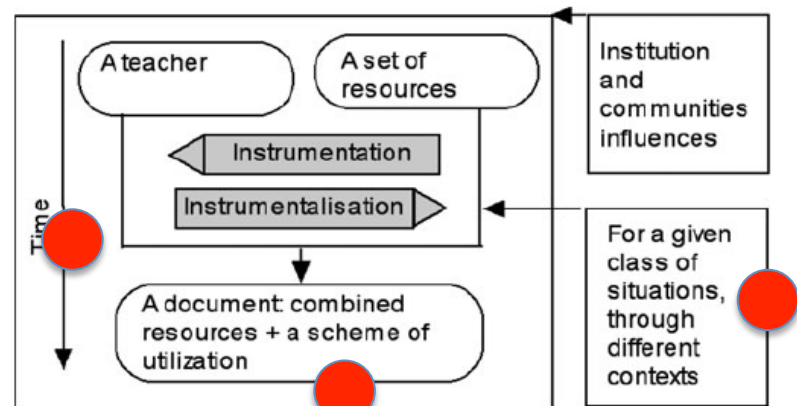 A teacher
A set of
resources
Institution
and
communities
influences
Instrumentation
Instrumentalisation
Time
For a given
class of
situations,
through
different
contexts
A document: combined
resources + a scheme of
utilization